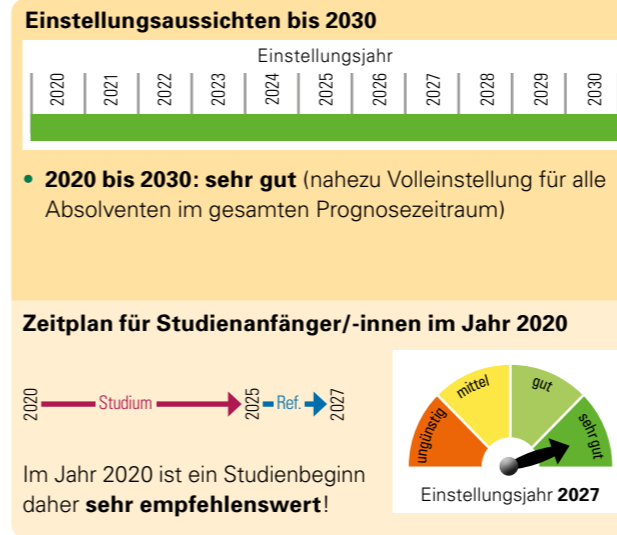 Einstellungsaussichten bis 2030
Einstellungsjahr
2020 2021 2022 2023 2024 2025 2026 2027 2028 2029 2030
• 2020 bis 2030: sehr gut (nahezu Volleinstellung für alle
Absolventen im gesamten Prognosezeitraum)
Zeitplan für Studienanfänger/-innen im Jahr 2020
2020 Studium 2025 Ref. 2027
ungünstig mittel gut sehr gut
Einstellungsjahr 2027
Im Jahr 2020 ist ein Studienbeginn
daher sehr empfehlenswert!